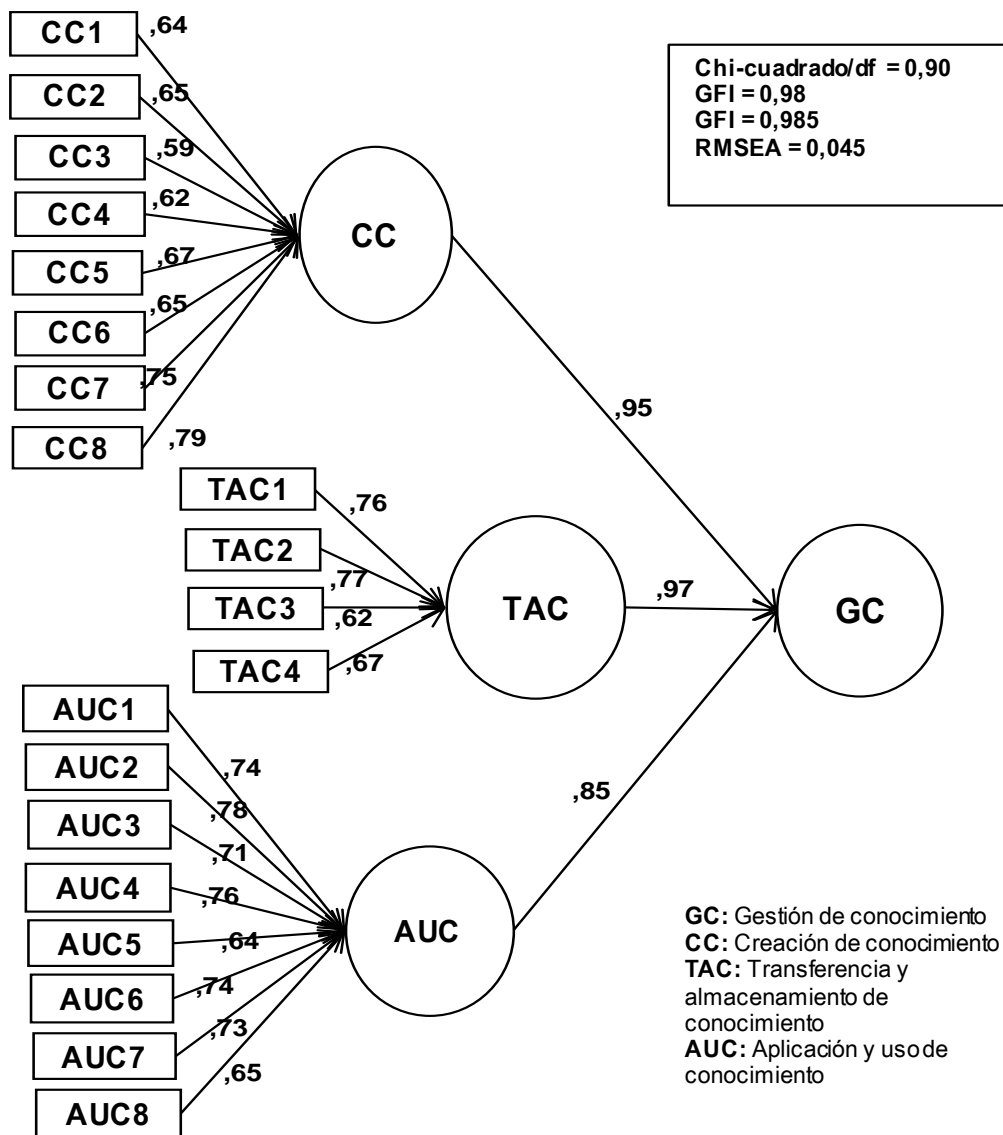 CC1
,64
CC2
,65
CC3
,59
CC4
,62
CC5
,67
CC6
,65
CC7
,75
CC8
,79
CC
Chi-cuadrado/df = 0,90
GFI = 0,98
GFI = 0,985
RMSEA = 0,045
,95
TAC1
,76
TAC2
,77
TAC3
,62
TAC4
,67
TAC
,97
GC
AUC1
,74
AUC2
,78
AUC3
,71
AUC4
,76
AUC5
,64
AUC6
,74
AUC7
,73
AUC8
,65
AUC
,85
GC: Gestión de conocimiento
CC: Creación de conocimiento
TAC: Transferencia y
almacenamiento de
conocimiento
AUC: Aplicación y uso de
conocimiento